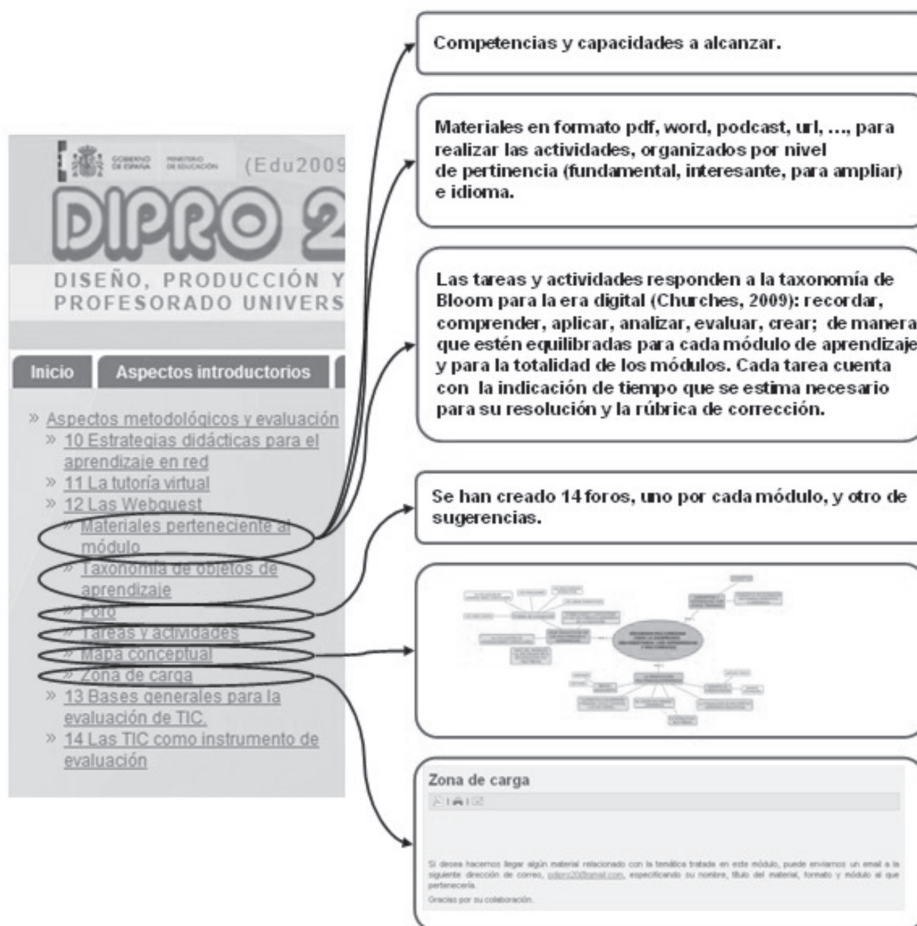 GOBIERNO DE ESPAÑA
MINISTERIO DE EDUCACIÓN
(Edu2009
DIPRO 2
DISEÑO, PRODUCCIÓN Y
PROFESORADO UNIVERS
Inicio
Aspectos introductorios
» Aspectos metodológicos y evaluación
» 10 Estrategias didácticas para el
aprendizaje en red
» 11 La tutoría virtual
» 12 Las Webquest
» Materiales perteneciente al
módulo
» Taxonomía de objetos de
aprendizaje
» Foro
» Tareas y actividades
» Mapa conceptual
» Zona de carga
» 13 Bases generales para la
evaluación de TIC.
» 14 Las TIC como instrumento de
evaluación
Competencias y capacidades a alcanzar.
Materiales en formato pdf, word, podcast, url, ..., para
realizar las actividades, organizados por nivel
de pertinencia (fundamental, interesante, para ampliar)
e idioma.
Las tareas y actividades responden a la taxonomía de
Bloom para la era digital (Churches, 2009): recordar,
comprender, aplicar, analizar, evaluar, crear; de manera
que estén equilibradas para cada módulo de aprendizaje
y para la totalidad de los módulos. Cada tarea cuenta
con la indicación de tiempo que se estima necesario
para su resolución y la rúbrica de corrección.
Se han creado 14 foros, uno por cada módulo, y otro de
sugerencias.
Zona de carga
Si desea hacernos llegar algún material relacionado con la temática tratada en este módulo, puede enviarnos un email a la
siguiente dirección de correo, pdipro20@gmail.com, especificando su nombre, título del material, formato y módulo al que
pertenecería.
Gracias por su colaboración.